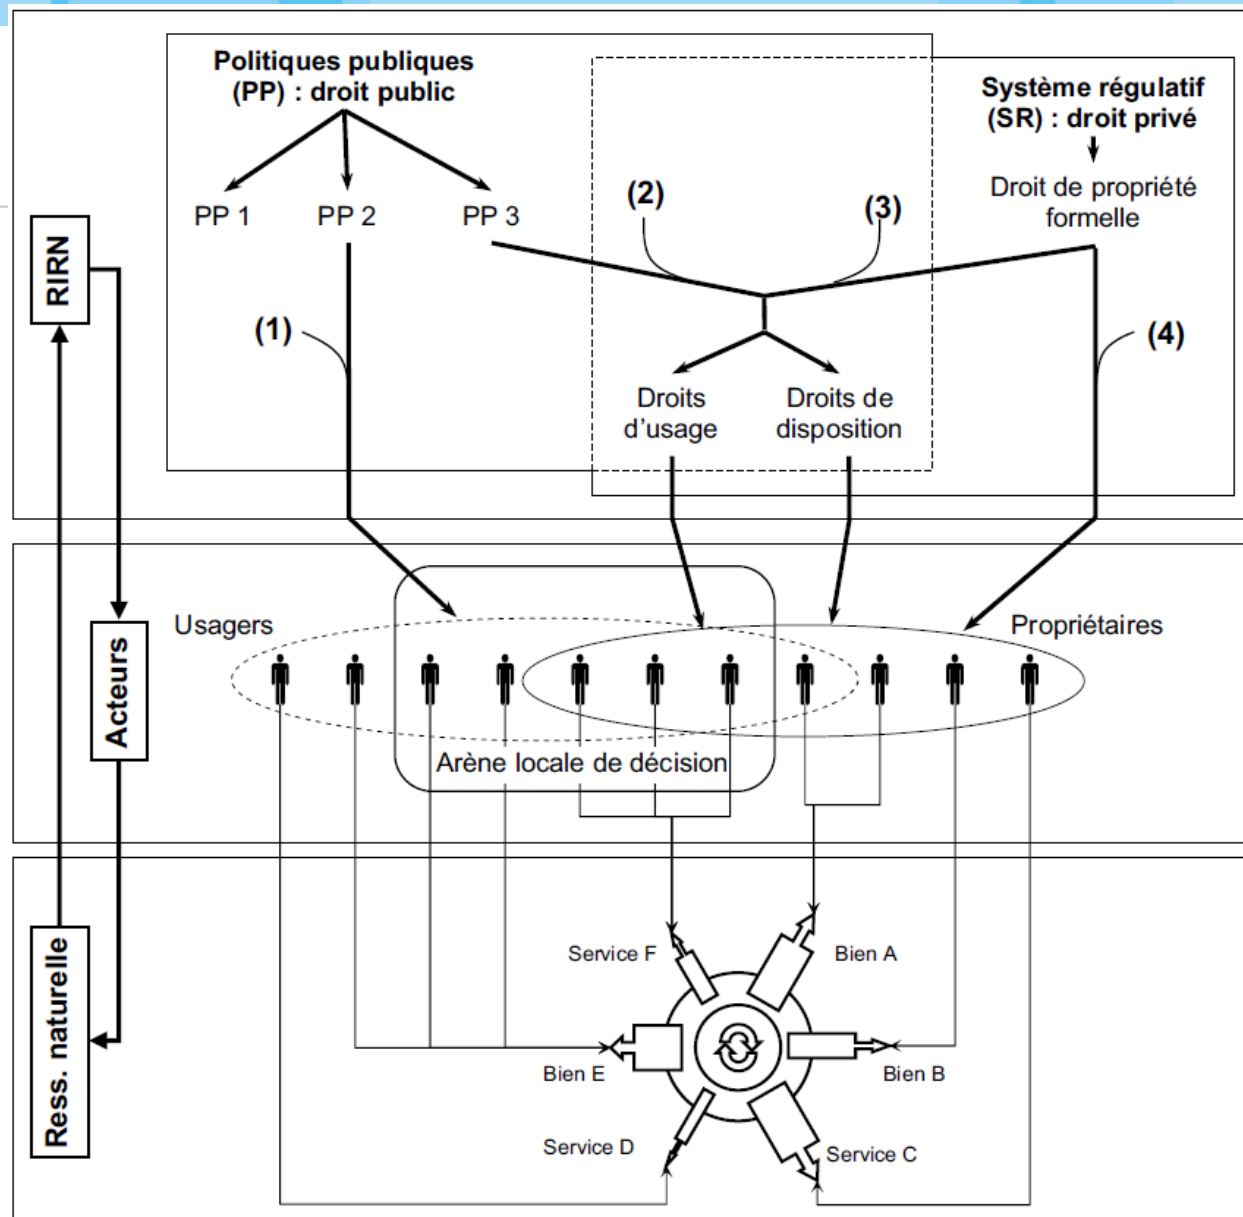 Politiques publiques
(PP) : droit public
Système régulatif
(SR) : droit privé
PP 1
PP 2
PP 3
(2)
(3)
Droit de propriété
formelle
RIRN
(1)
(4)
Droits
d'usage
Droits de
disposition
Acteurs
Usagers
Propriétaires
Arène locale de décision
Ress. naturelle
Service F
Bien A
Bien E
Bien B
Service D
Service C